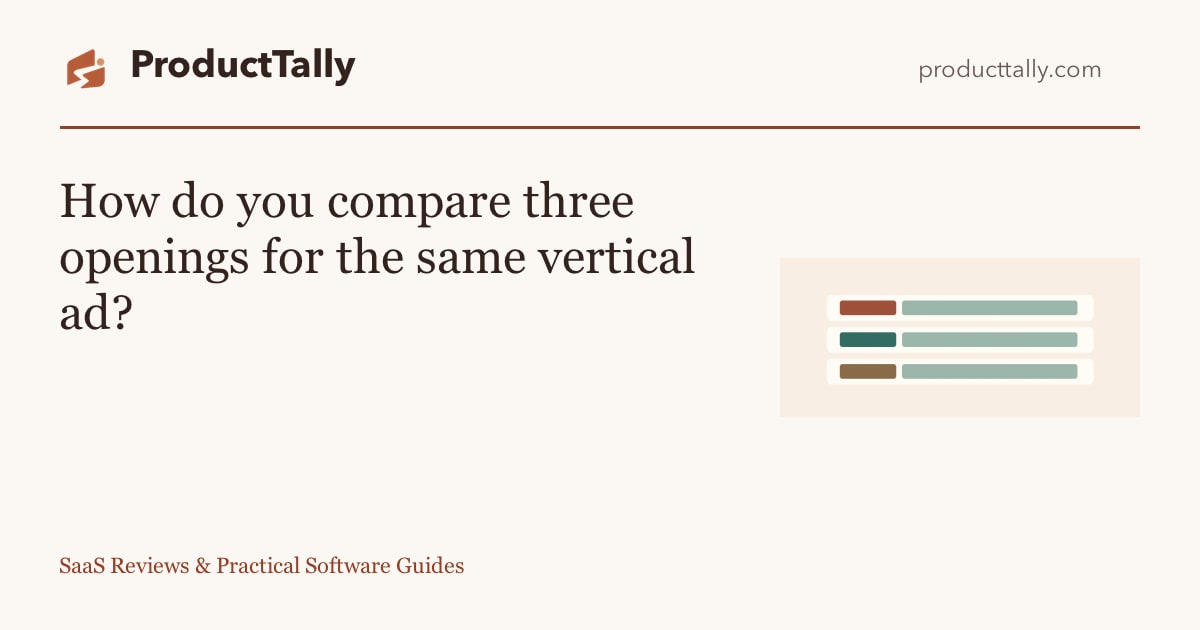 ProductTally
producttally.com
How do you compare three
openings for the same vertical
ad?
SaaS Reviews & Practical Software Guides